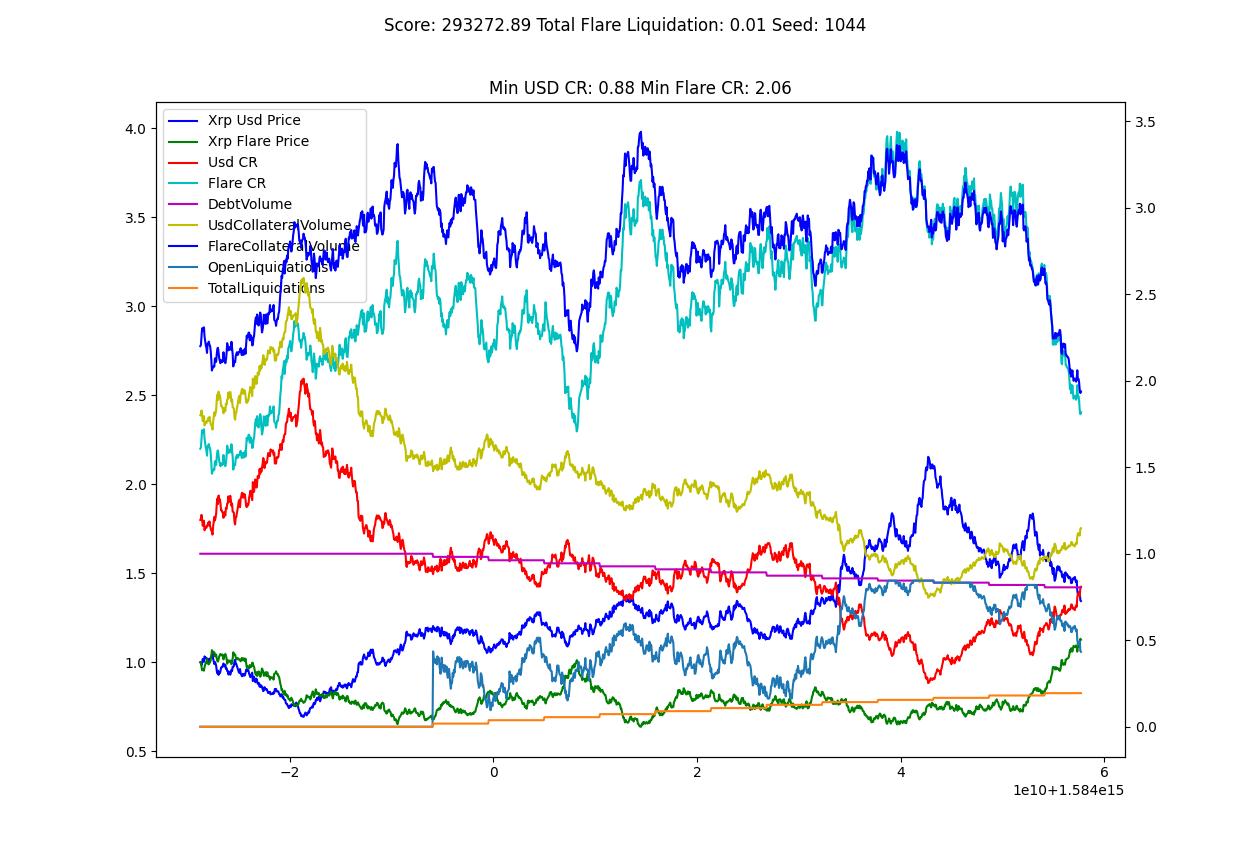 Score: 293272.89 Total Flare Liquidation: 0.01 Seed: 1044
Min USD CR: 0.88 Min Flare CR: 2.06
Xrp Usd Price
Xrp Flare Price
Usd CR
Flare CR
DebtVolume
UsdCollateralVolume
FlareCollateralVolume
OpenLiquidations
TotalLiquidations
4.0
3.5
3.0
2.5
2.0
1.5
1.0
0.5
3.5
3.0
2.5
2.0
1.5
1.0
0.5
0.0
−2 0 2 4 6
1e10+1.584e15